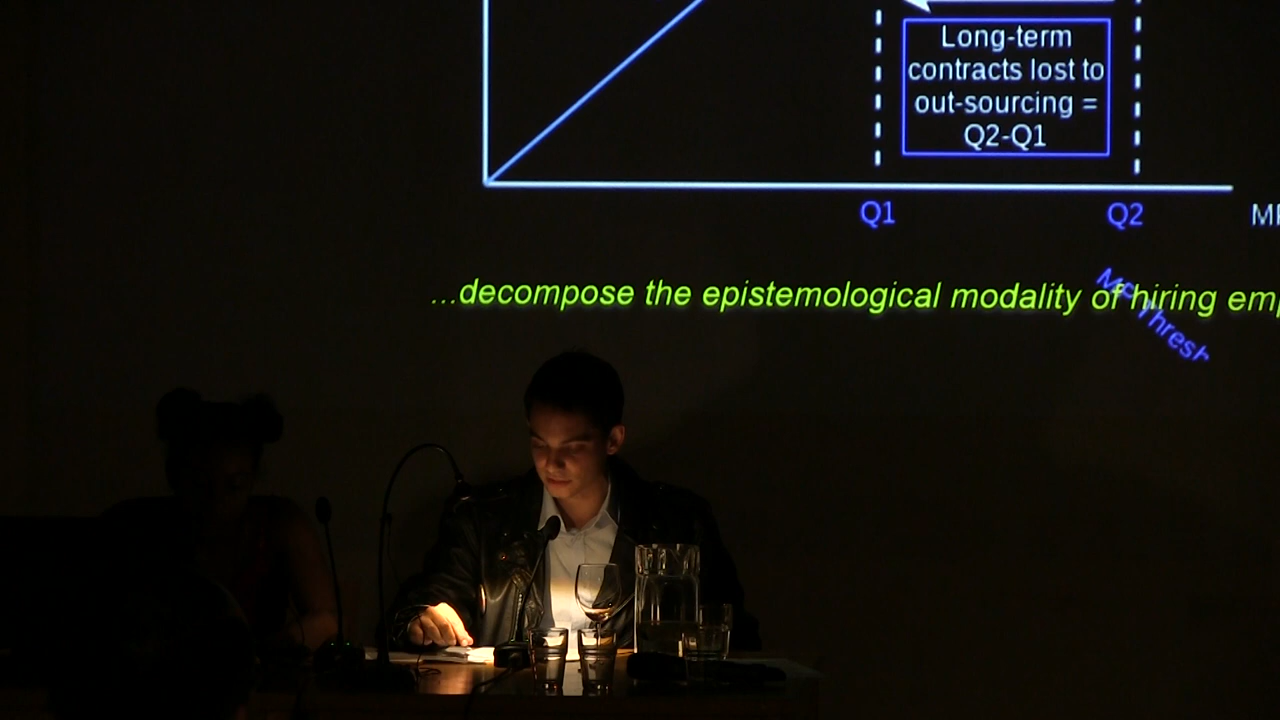 Long-term
contracts lost to
out-sourcing =
Q2-Q1
Q1
Q2
...decompose the epistemological modality of hiring